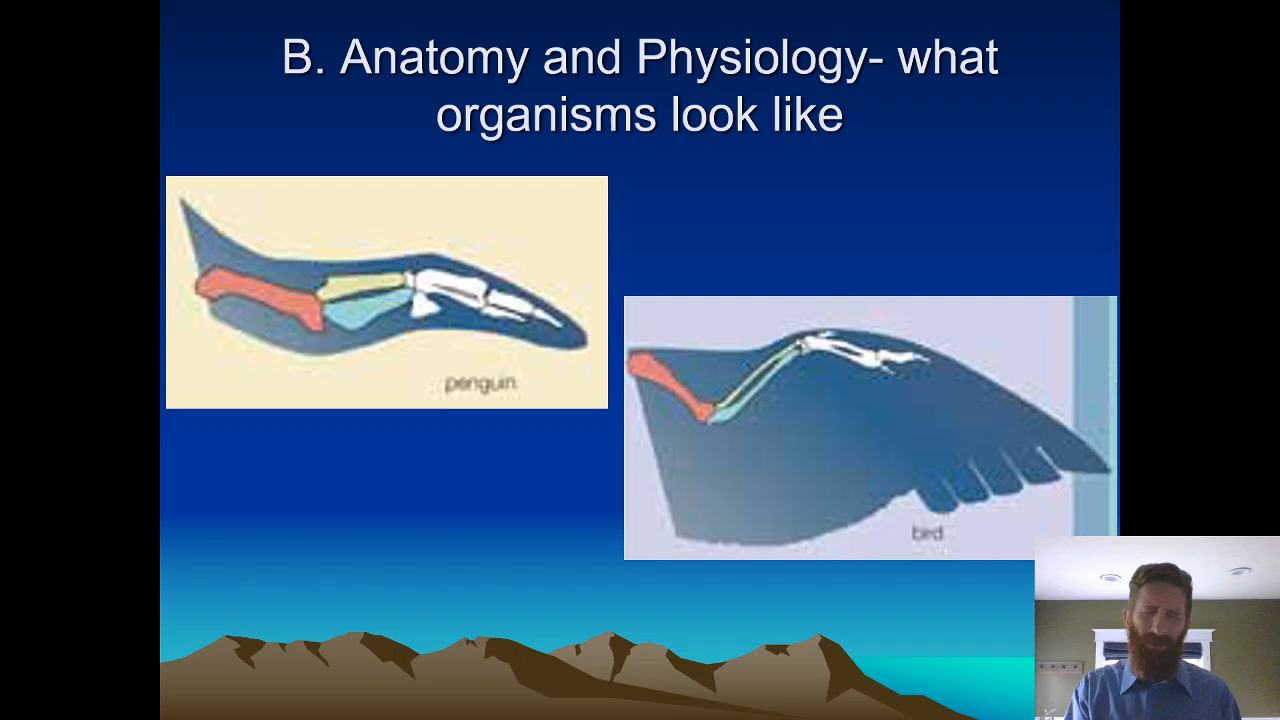 B. Anatomy and Physiology- what
organisms look like
penguin
bird